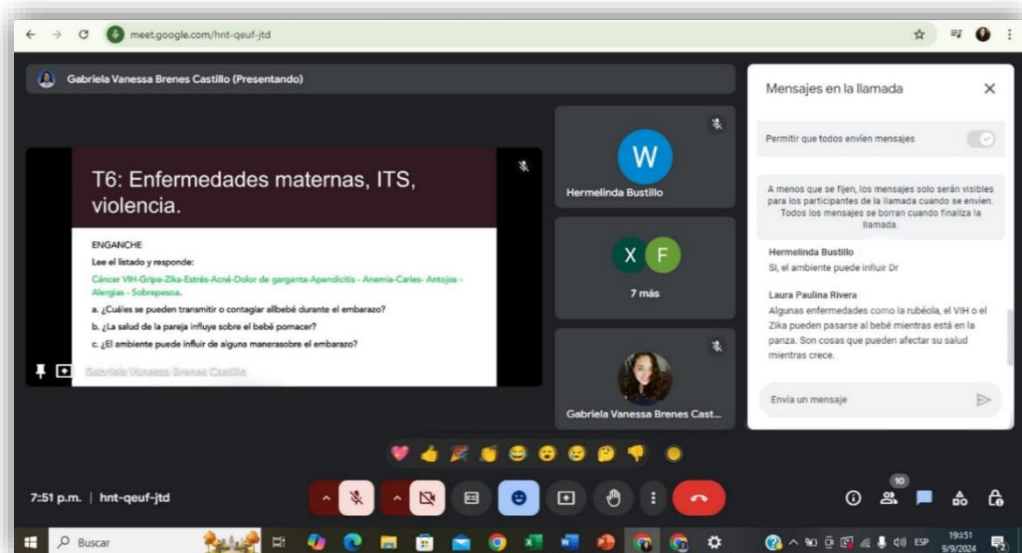 meet.google.com/hnt-qeuf-jtd
Gabriela Vanessa Brenes Castillo (Presentando)
T6: Enfermedades maternas, ITS,
violencia.
ENGANCHE
Lee el listado y responde:
Cáncer VIH-Gripe-Zika-Estrés-Acné-Dolor de garganta-Apendicitis - Anemia-Carles- Antojos -
Alergias - Sobrepesoa.
a. ¿Cuáles se pueden transmitir o contagiar allbebé durante el embarazo?
b. ¿La salud de la pareja influye sobre el bebé pornacer?
c. ¿El ambiente puede influir de alguna manerasobre el embarazo?
Gabriela Vanessa Brenes Castillo
W
Hermelinda Bustillo
X F
7 más
Gabriela Vanessa Brenes Cast...
Mensajes en la llamada
Permitir que todos envíen mensajes
A menos que se fijen, los mensajes solo serán visibles
para los participantes de la llamada cuando se envíen.
Todos los mensajes se borran cuando finaliza la
llamada.
Hermelinda Bustillo
Si, el ambiente puede influir Dr
Laura Paulina Rivera
Algunas enfermedades como la rubéola, el VIH o el
Zika pueden pasarse al bebé mientras está en la
panza. Son cosas que pueden afectar su salud
mientras crece.
Envía un mensaje
7:51 p.m. | hnt-qeuf-jtd
10
Buscar
ESP
19:51
9/9/2024
2